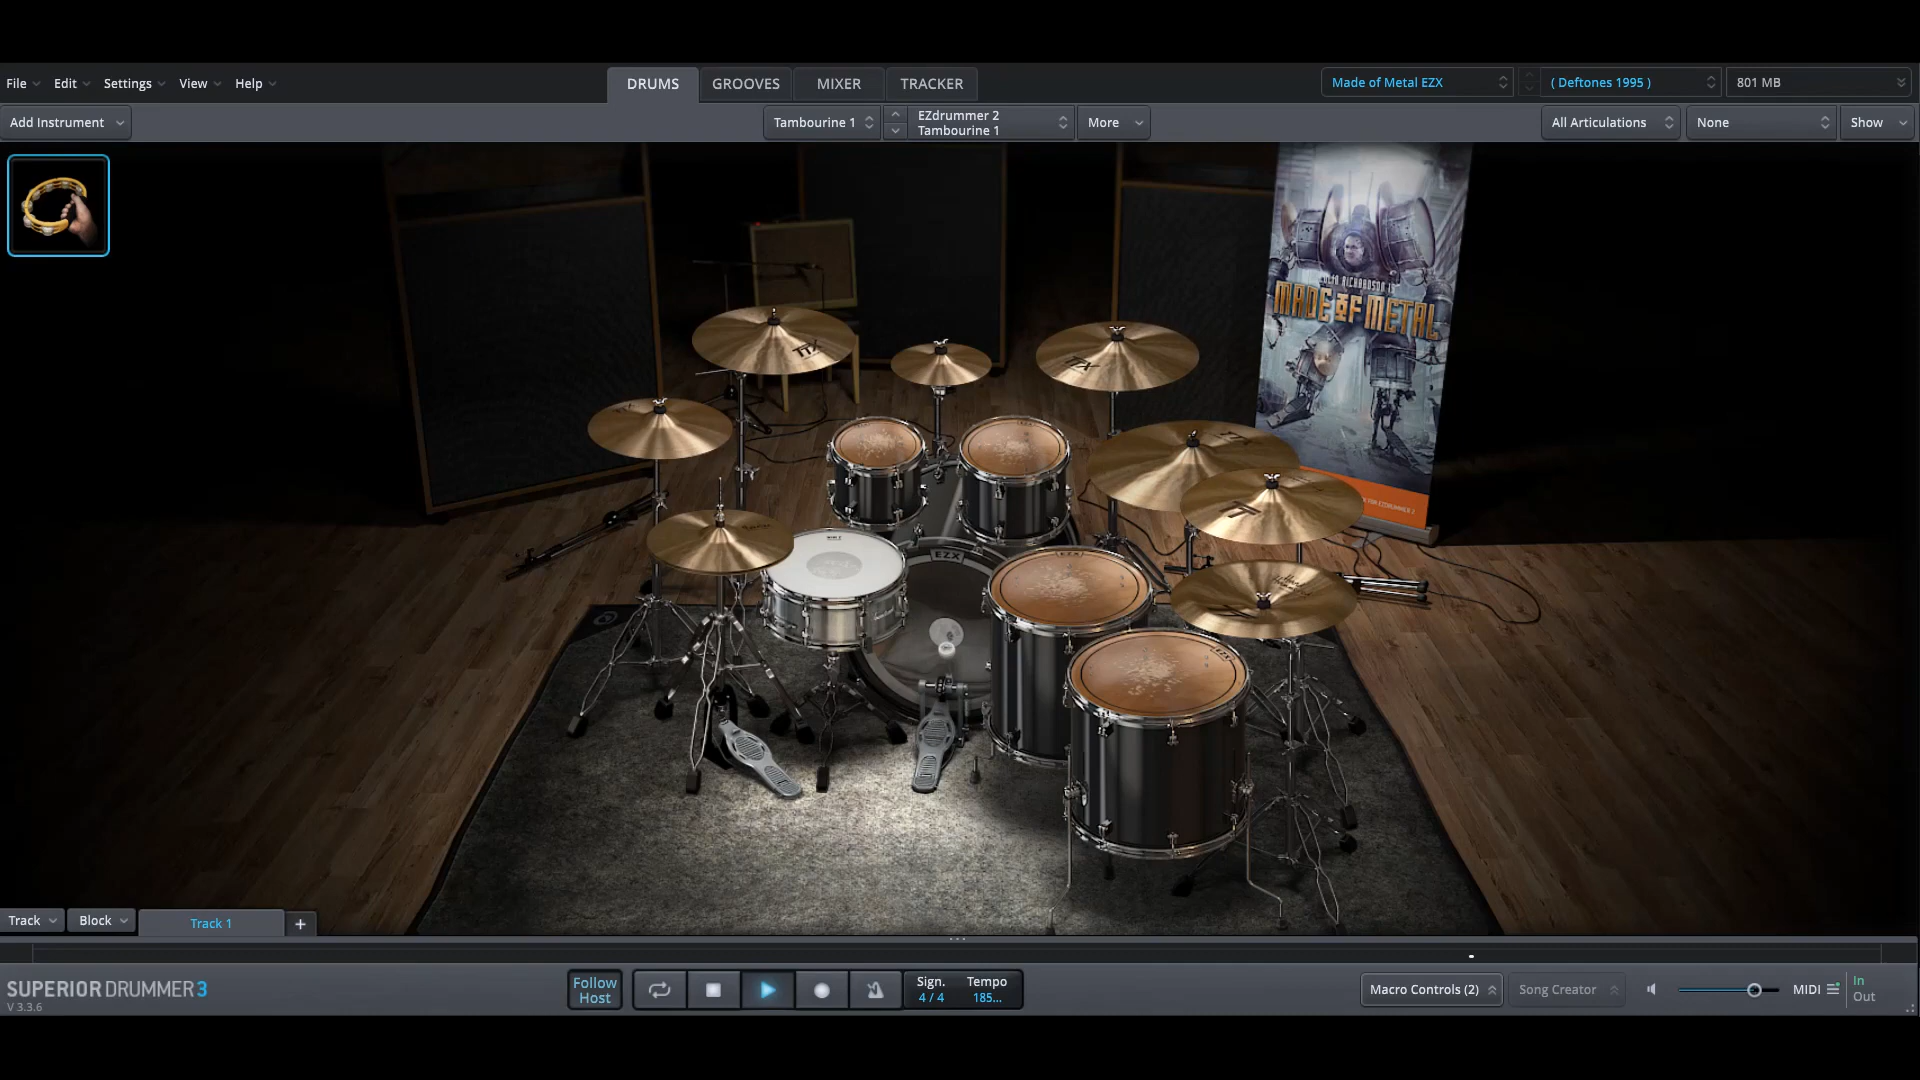 File Edit Settings View Help
DRUMS GROOVES MIXER TRACKER
Made of Metal EZX
( Deftones 1995 )
801 MB
Add Instrument
Tambourine 1
EZdrummer 2
Tambourine 1
More
All Articulations
None
Show
MADE OF METAL
TTX
EZX
EZX
Track
Block
Track 1
+
SUPERIOR DRUMMER 3
V 3.3.6
Follow
Host
Sign.
4 / 4
Tempo
185...
Macro Controls (2)
Song Creator
MIDI
In
Out